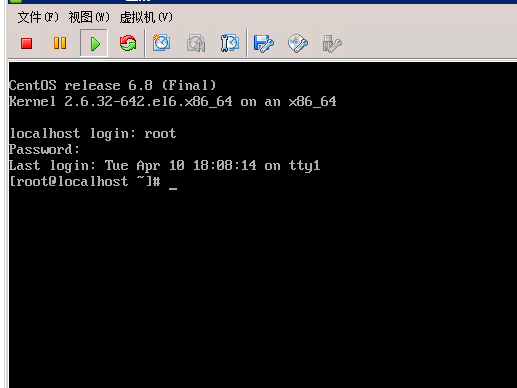 文件(F) 视图(W) 虚拟机(V)
CentOS release 6.8 (Final)
Kernel 2.6.32-642.el6.x86_64 on an x86_64
localhost login: root
Password:
Last login: Tue Apr 10 18:08:14 on tty1
[root@localhost ~]# _